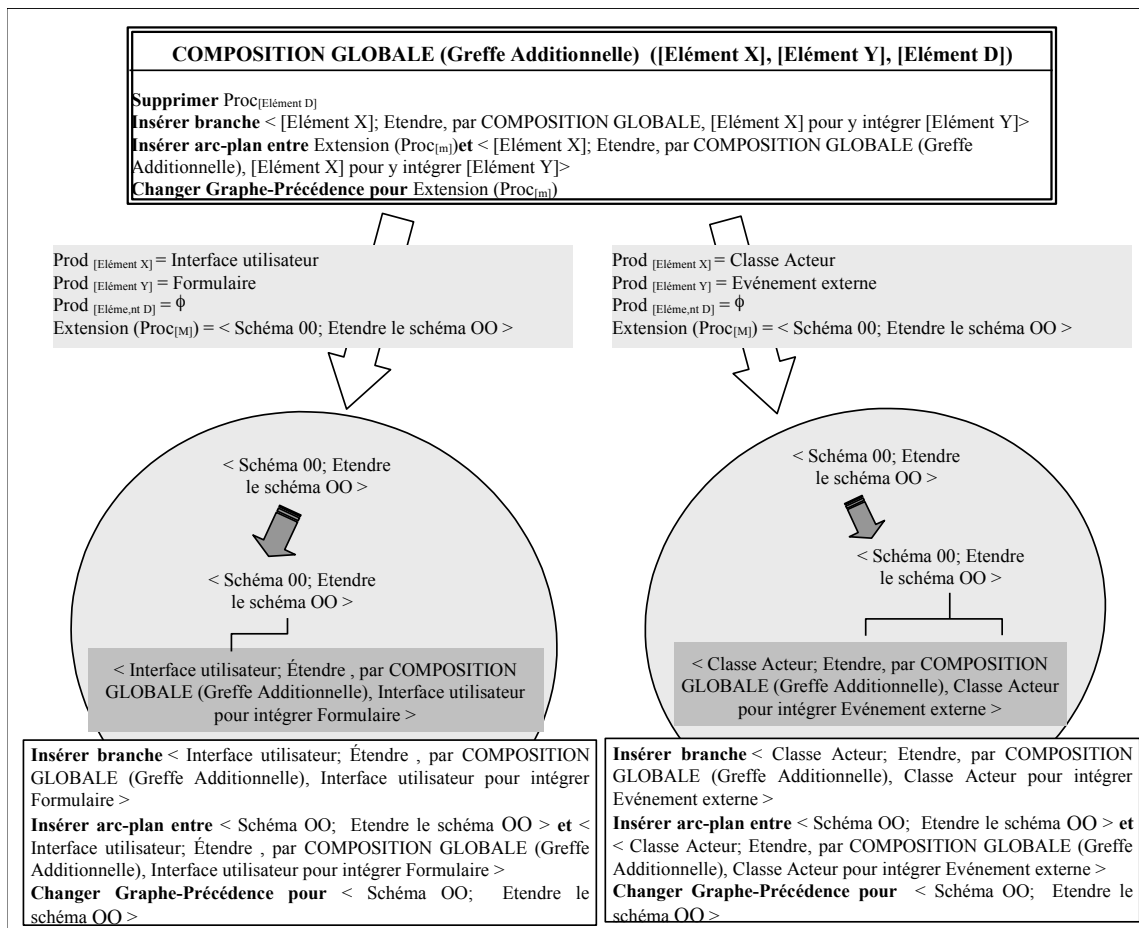 COMPOSITION GLOBALE (Greffe Additionnelle) ([Elément X], [Elément Y], [Elément D])
Supprimer Proc[Elément D]
Insérer branche < [Elément X]; Etendre, par COMPOSITION GLOBALE, [Elément X] pour y intégrer [Elément Y]>
Insérer arc-plan entre Extension (Proc[m])et < [Elément X]; Etendre, par COMPOSITION GLOBALE (Greffe
Additionnelle), [Elément X] pour y intégrer [Elément Y]>
Changer Graphe-Précédence pour Extension (Proc[m])
Prod [Elément X] = Interface utilisateur
Prod [Elément Y] = Formulaire
Prod [Eléme,nt D] = ϕ
Extension (Proc[M]) = < Schéma 00; Etendre le schéma OO >
Prod [Elément X] = Classe Acteur
Prod [Elément Y] = Evénement externe
Prod [Eléme,nt D] = ϕ
Extension (Proc[M]) = < Schéma 00; Etendre le schéma OO >
< Schéma 00; Etendre
le schéma OO >
< Schéma 00; Etendre
le schéma OO >
< Interface utilisateur; Étendre , par COMPOSITION
GLOBALE (Greffe Additionnelle), Interface utilisateur
pour intégrer Formulaire >
Insérer branche < Interface utilisateur; Étendre , par COMPOSITION
GLOBALE (Greffe Additionnelle), Interface utilisateur pour intégrer
Formulaire >
Insérer arc-plan entre < Schéma OO; Etendre le schéma OO > et <
Interface utilisateur; Étendre , par COMPOSITION GLOBALE (Greffe
Additionnelle), Interface utilisateur pour intégrer Formulaire >
Changer Graphe-Précédence pour < Schéma OO; Etendre le
schéma OO >
< Schéma 00; Etendre
le schéma OO >
< Schéma 00; Etendre
le schéma OO >
< Classe Acteur; Etendre, par COMPOSITION
GLOBALE (Greffe Additionnelle), Classe Acteur
pour intégrer Evénement externe >
Insérer branche < Classe Acteur; Etendre, par COMPOSITION
GLOBALE (Greffe Additionnelle), Classe Acteur pour intégrer
Evénement externe >
Insérer arc-plan entre < Schéma OO; Etendre le schéma OO > et
< Classe Acteur; Etendre, par COMPOSITION GLOBALE (Greffe
Additionnelle), Classe Acteur pour intégrer Evénement externe >
Changer Graphe-Précédence pour < Schéma OO; Etendre le
schéma OO >